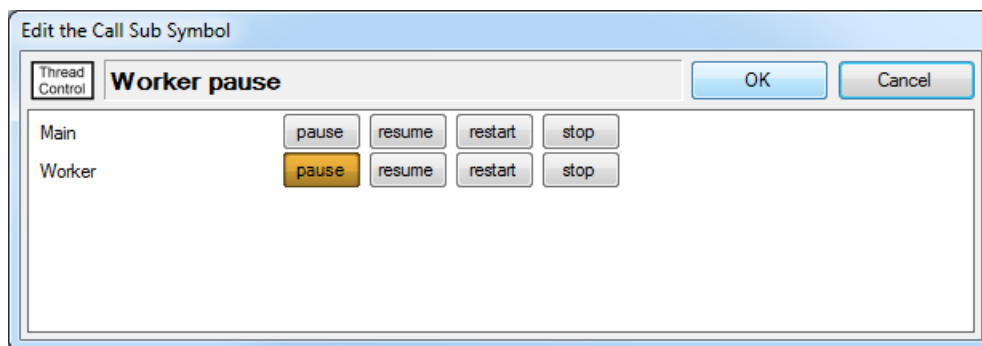 Edit the Call Sub Symbol
Thread
Control
Worker pause
OK
Cancel
Main pause resume restart stop
Worker pause resume restart stop